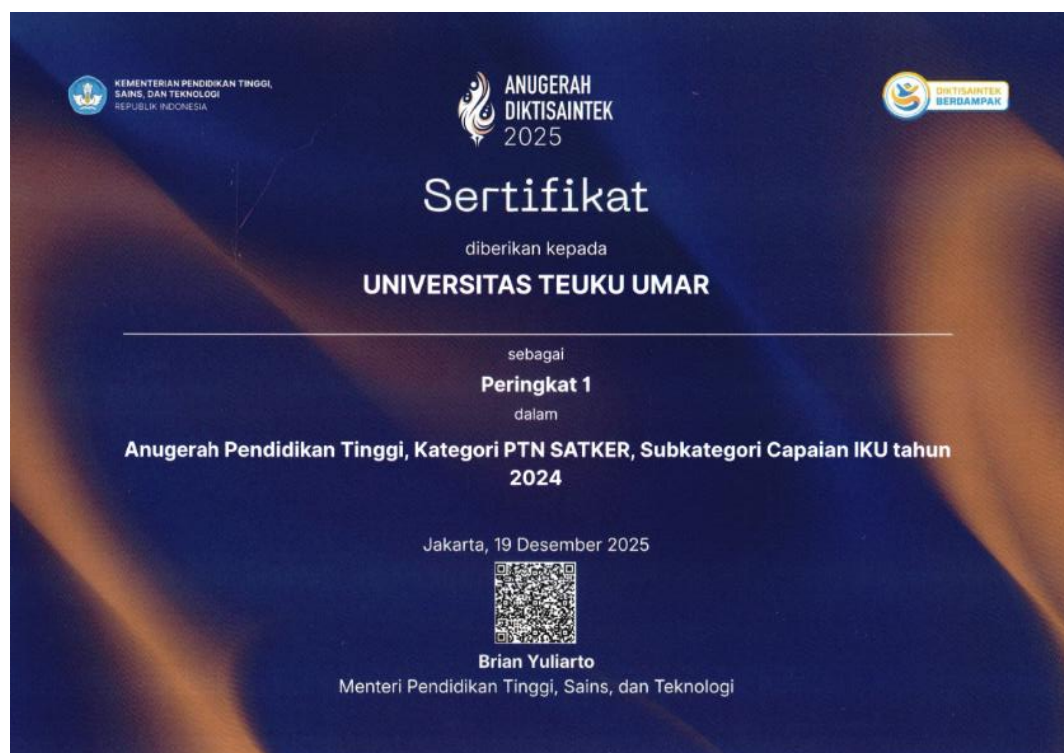 KEMENTERIAN PENDIDIKAN TINGGI,
SAINS, DAN TEKNOLOGI
REPUBLIK INDONESIA
ANUGERAH
DIKTISAINTEK
2025
DIKTISAINTEK
BERDAMPAK
Sertifikat
diberikan kepada
UNIVERSITAS TEUKU UMAR
sebagai
Peringkat 1
dalam
Anugerah Pendidikan Tinggi, Kategori PTN SATKER, Subkategori Capaian IKU tahun
2024
Jakarta, 19 Desember 2025
Brian Yuliarto
Menteri Pendidikan Tinggi, Sains, dan Teknologi